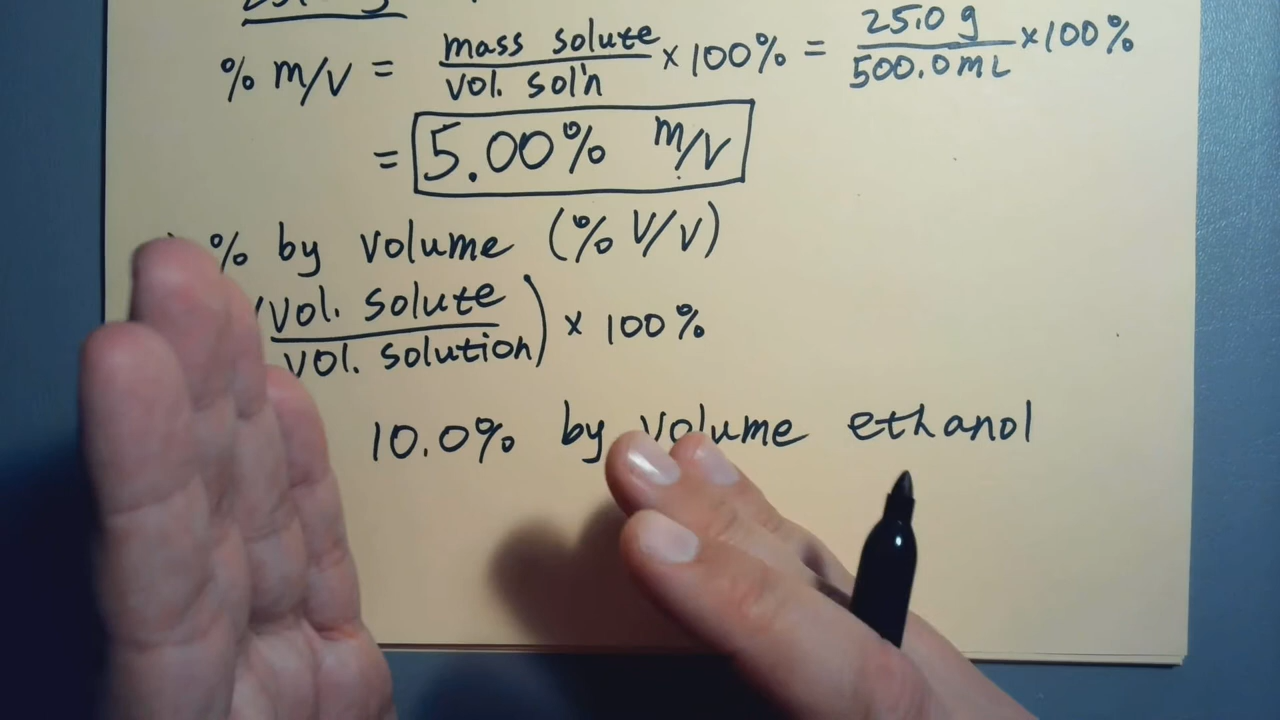 % m/v = mass solute / vol. sol'n × 100% = 25.0 g / 500.0 mL × 100%
= 5.00% m/v
% by volume (% v/v)
(vol. solute / vol. solution) × 100%
10.0% by volume ethanol